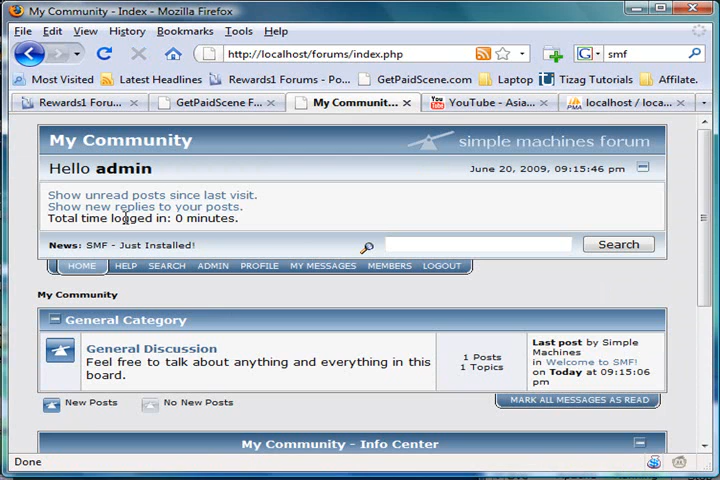 My Community - Index - Mozilla Firefox
File Edit View History Bookmarks Tools Help
http://localhost/forums/index.php
smf
Most Visited Latest Headlines Rewards1 Forums - Po... GetPaidScene.com Laptop Tizag Tutorials Affilate.
Rewards1 Foru... GetPaidScene F... My Communit... YouTube - Asia... localhost / loca...
My Community
simple machines forum
Hello admin
June 20, 2009, 09:15:46 pm
Show unread posts since last visit.
Show new replies to your posts.
Total time logged in: 0 minutes.
News: SMF - Just Installed!
Search
HOME HELP SEARCH ADMIN PROFILE MY MESSAGES MEMBERS LOGOUT
My Community
General Category
General Discussion
Feel free to talk about anything and everything in this
board.
1 Posts
1 Topics
Last post by Simple
Machines
in Welcome to SMF!
on Today at 09:15:06
pm
New Posts No New Posts
MARK ALL MESSAGES AS READ
My Community - Info Center
Done